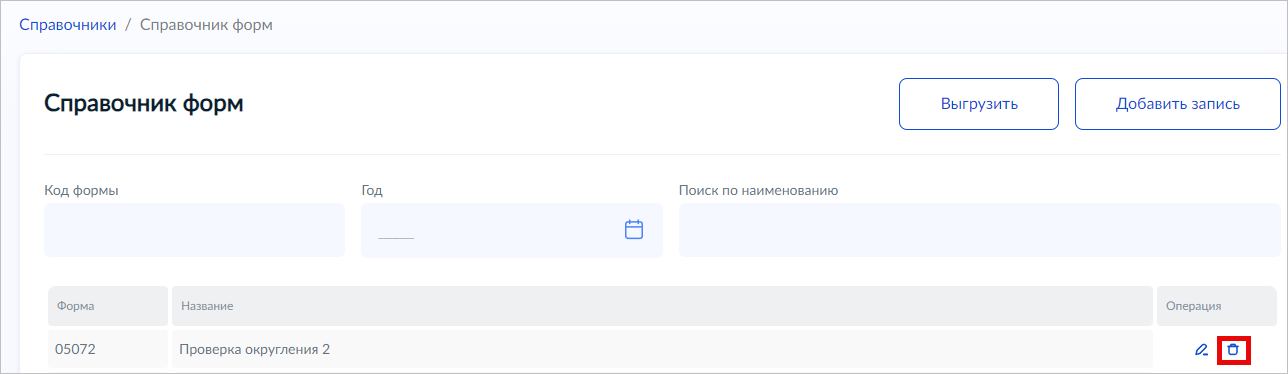 Справочники / Справочник форм
Справочник форм
Выгрузить
Добавить запись
Код формы
Год
Поиск по наименованию
_____
Форма
Название
Операция
05072
Проверка округления 2